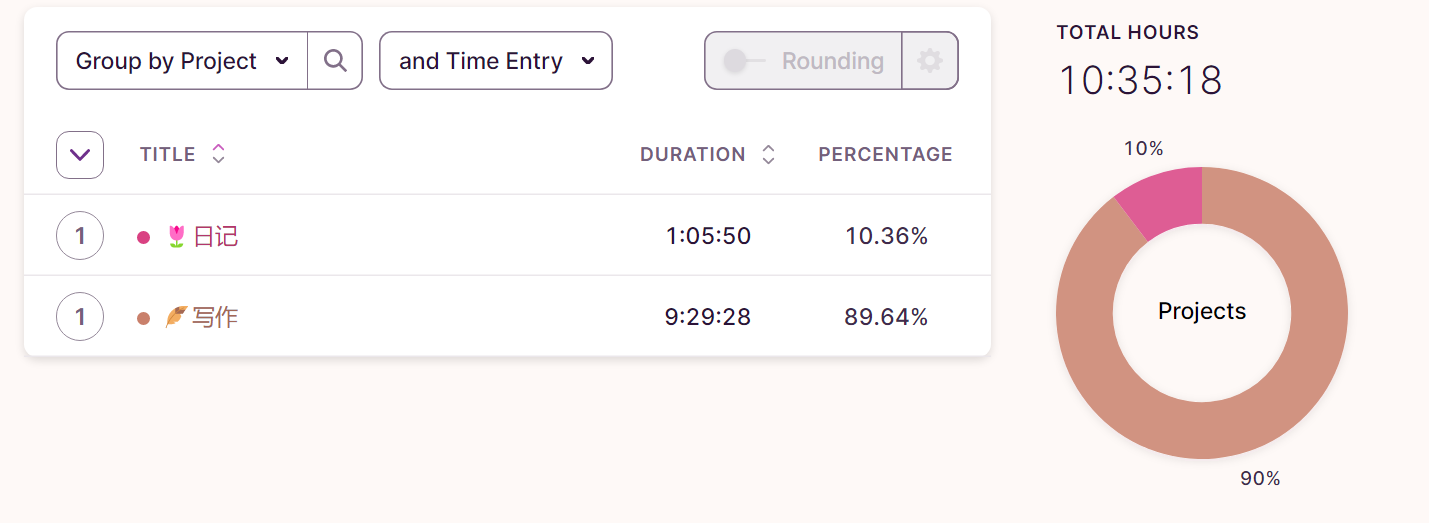 Group by Project
and Time Entry
Rounding
TOTAL HOURS
10:35:18
TITLE
DURATION
PERCENTAGE
1
🌷日记
1:05:50
10.36%
1
🍂写作
9:29:28
89.64%
10%
Projects
90%